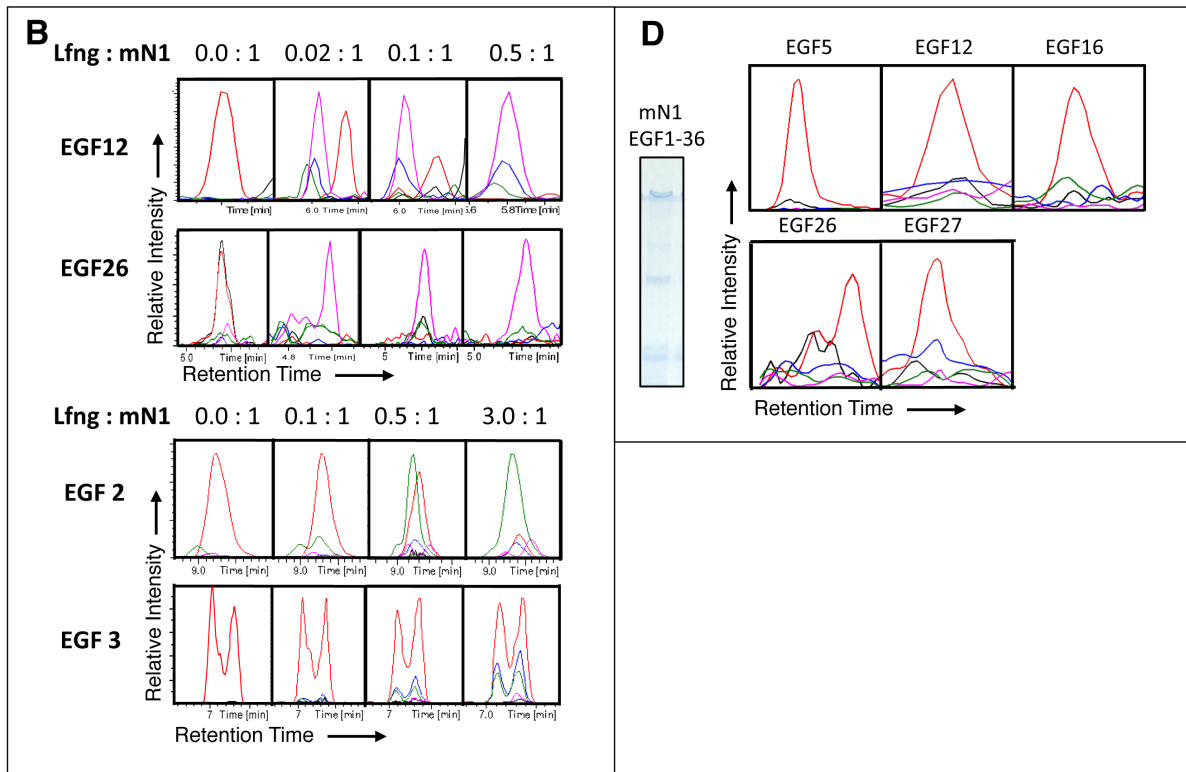 B
Lfng : mN1 0.0 : 1 0.02 : 1 0.1 : 1 0.5 : 1
EGF12
Relative Intensity
Time [min] 6.0 Time [min] 6.0 Time [min] 5.8 Time [min]
EGF26
5.0 Time [min] 4.8 Time [min] 5 Time [min] 5.0 Time [min]
Retention Time
Lfng : mN1 0.0 : 1 0.1 : 1 0.5 : 1 3.0 : 1
EGF 2
Relative Intensity
9.0 Time [min] 9.0 Time [min] 9.0 Time [min] 9.0 Time [min]
EGF 3
7 Time [min] 7 Time [min] 7 Time [min] 7.0 Time [min]
Retention Time
D
EGF5 EGF12 EGF16
mN1
EGF1-36
Relative Intensity
EGF26 EGF27
Retention Time